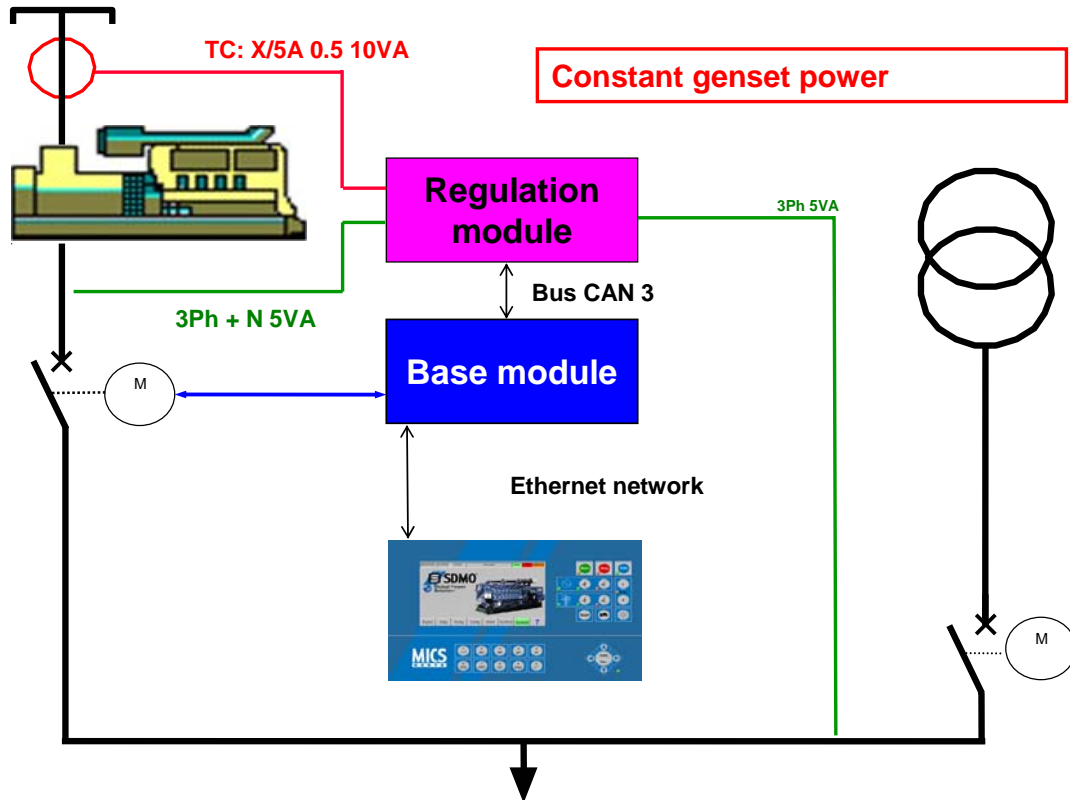 TC: X/5A 0.5 10VA
Constant genset power
Regulation
module
3Ph 5VA
Bus CAN 3
3Ph + N 5VA
Base module
M
Ethernet network
SDMO
MICS
M